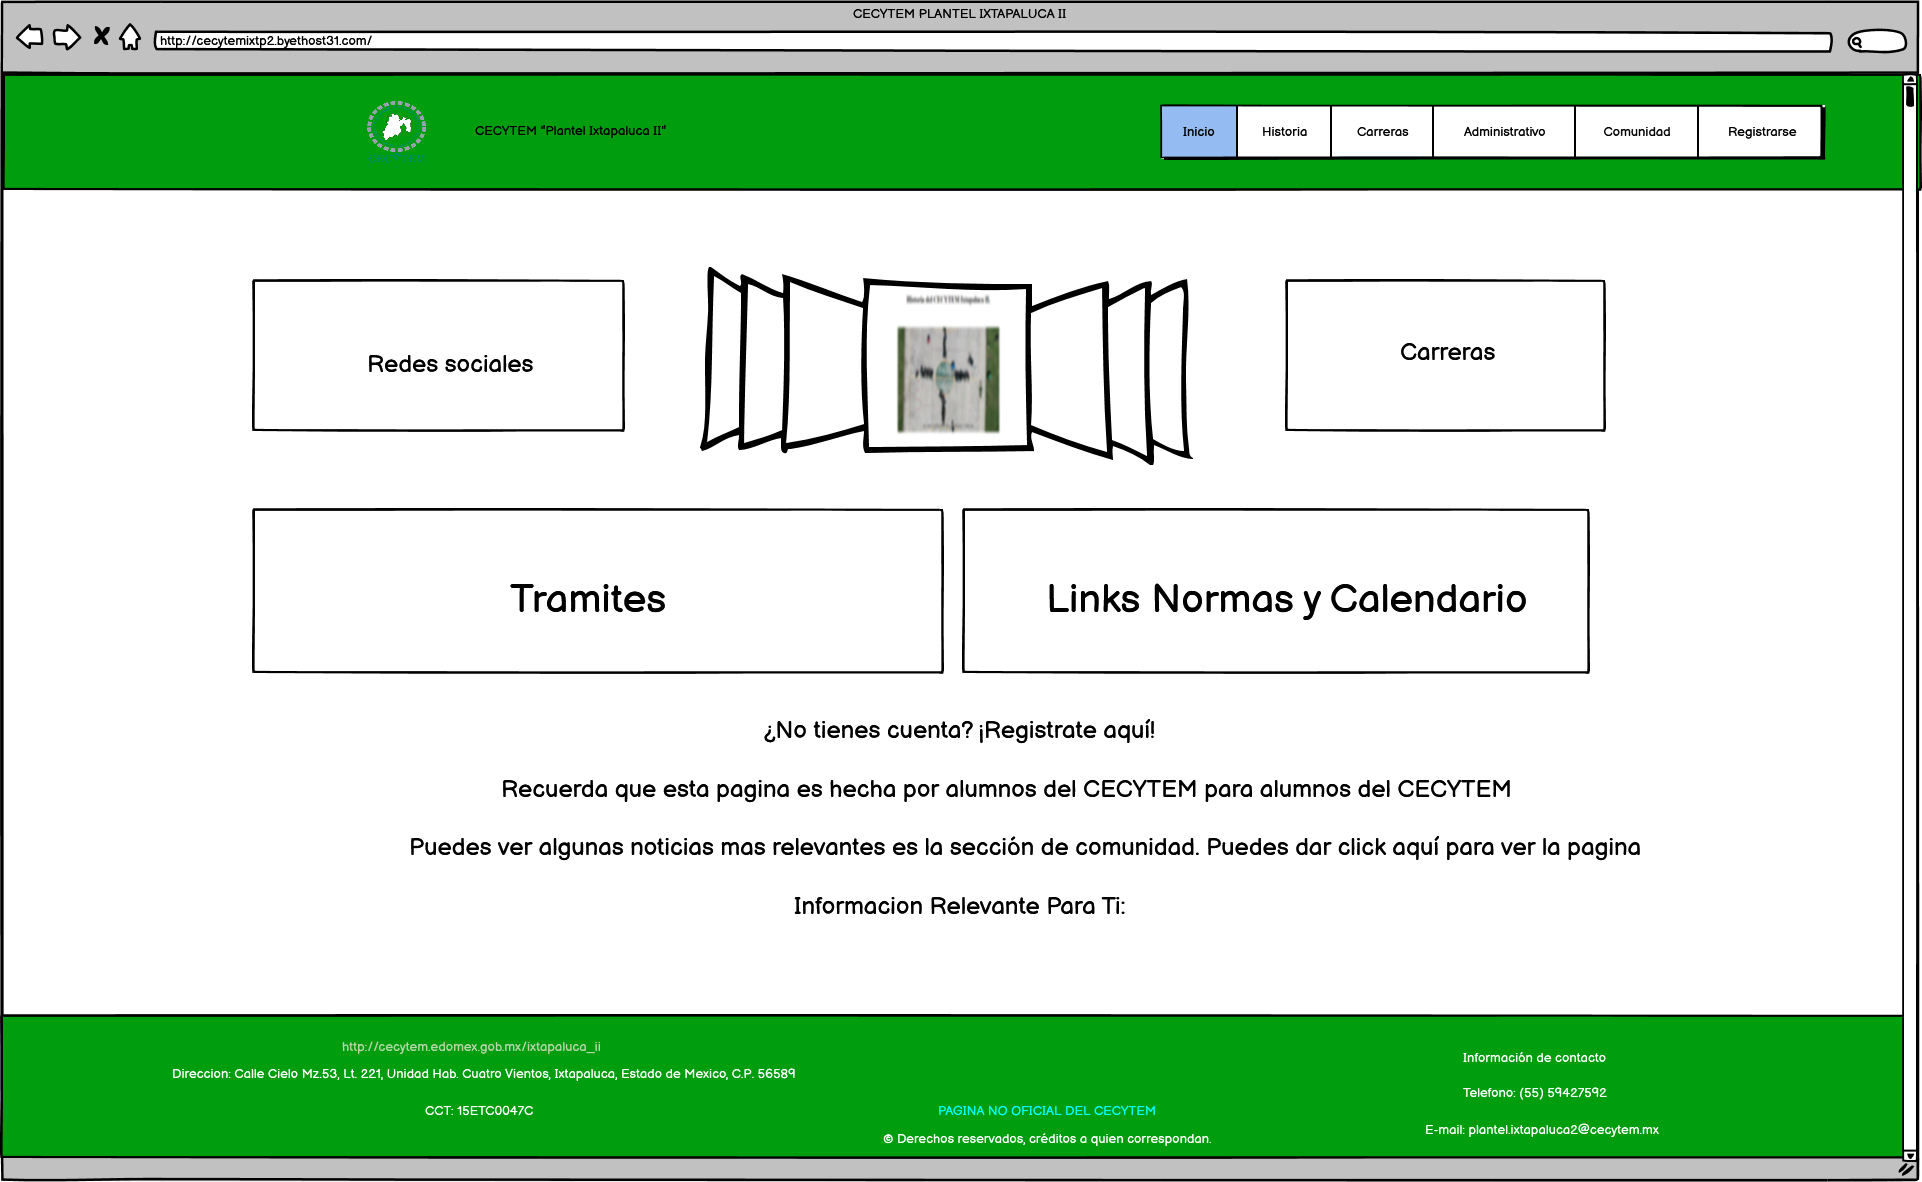 CECYTEM PLANTEL IXTAPALUCA II
http://cecytemixtp2.byethost31.com/
CECYTEM "Plantel Ixtapaluca II"
Inicio
Historia
Carreras
Administrativo
Comunidad
Registrarse
Historia del CECYTEM Ixtapaluca II.
Redes sociales
Carreras
Tramites
Links Normas y Calendario
¿No tienes cuenta? ¡Registrate aquí!
Recuerda que esta pagina es hecha por alumnos del CECYTEM para alumnos del CECYTEM
Puedes ver algunas noticias mas relevantes es la sección de comunidad. Puedes dar click aquí para ver la pagina
Informacion Relevante Para Ti:
http://cecytem.edomex.gob.mx/ixtapaluca_ii
Direccion: Calle Cielo Mz.53, Lt. 221, Unidad Hab. Cuatro Vientos, Ixtapaluca, Estado de Mexico, C.P. 56589
CCT: 15ETC0047C
PAGINA NO OFICIAL DEL CECYTEM
© Derechos reservados, créditos a quien correspondan.
Información de contacto
Telefono: (55) 59427592
E-mail: plantel.ixtapaluca2@cecytem.mx